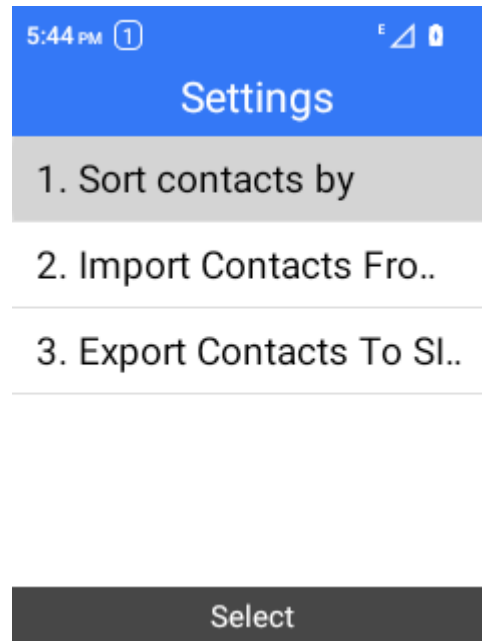 5:44 PM 1 E
Settings
1. Sort contacts by
2. Import Contacts Fro..
3. Export Contacts To SI..
Select